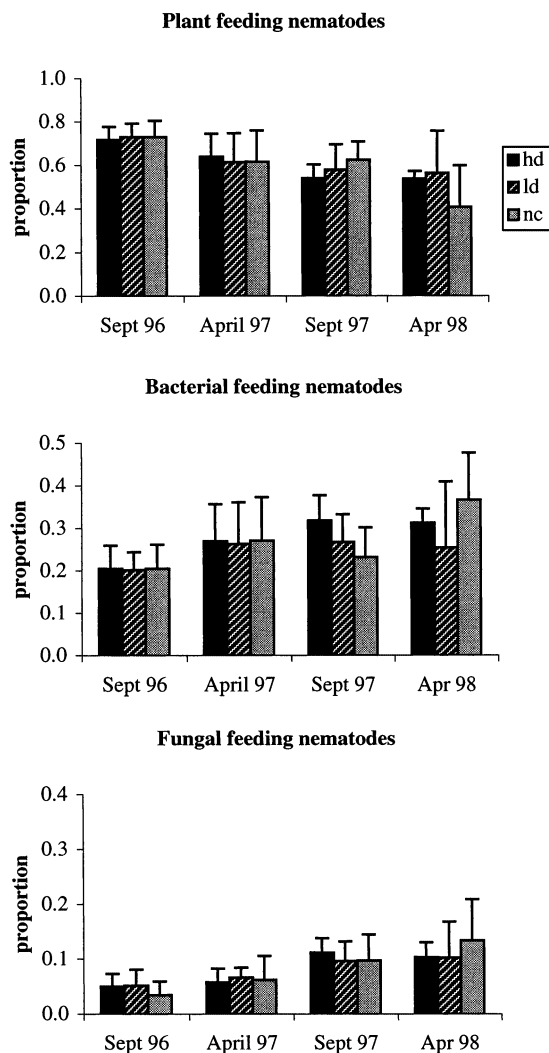 Plant feeding nematodes
proportion
1.0
0.8
0.6
0.4
0.2
0.0
Sept 96 April 97 Sept 97 Apr 98
hd
ld
nc
Bacterial feeding nematodes
proportion
0.5
0.4
0.3
0.2
0.1
0.0
Sept 96 April 97 Sept 97 Apr 98
Fungal feeding nematodes
proportion
0.4
0.3
0.2
0.1
0.0
Sept 96 April 97 Sept 97 Apr 98